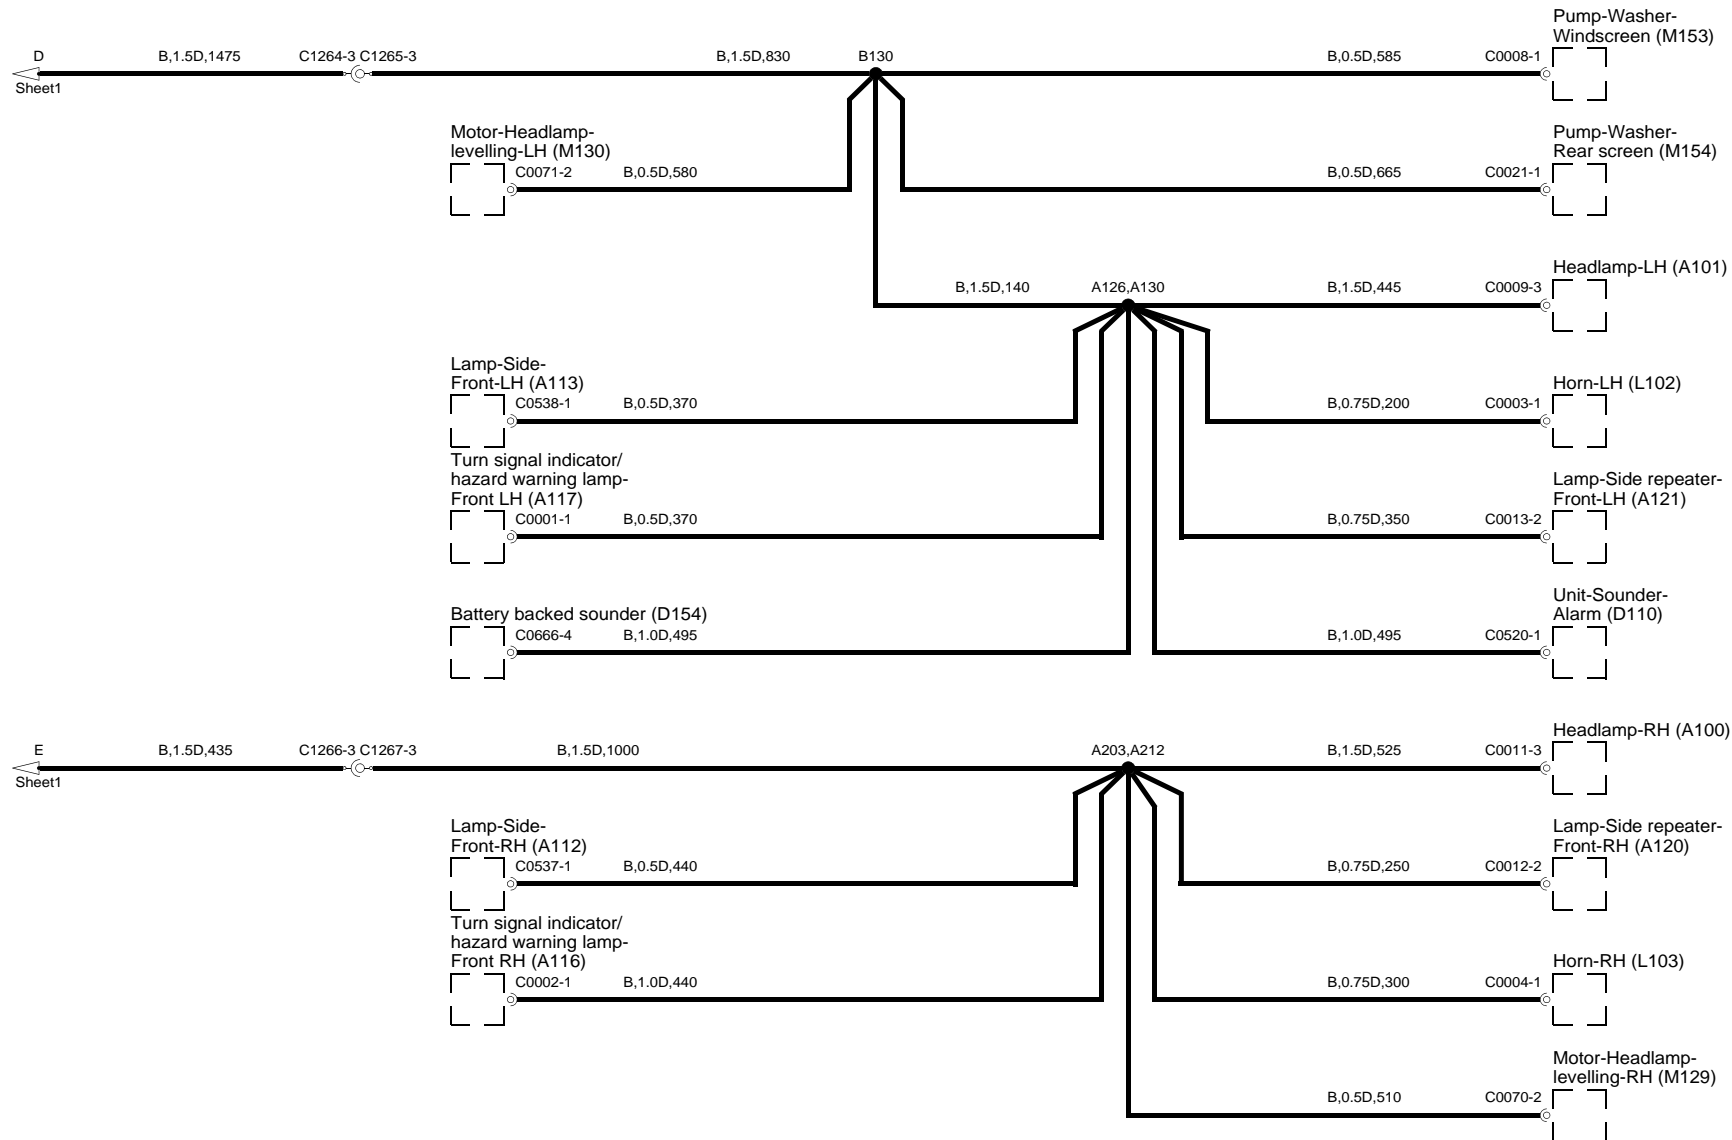 Pump-Washer-
Windscreen (M153)
D
B,1.5D,1475
C1264-3 C1265-3
B,1.5D,830
B130
B,0.5D,585
C0008-1
Sheet1
Motor-Headlamp-
levelling-LH (M130)
C0071-2
B,0.5D,580
Pump-Washer-
Rear screen (M154)
B,0.5D,665
C0021-1
Headlamp-LH (A101)
B,1.5D,140
A126,A130
B,1.5D,445
C0009-3
Lamp-Side-
Front-LH (A113)
C0538-1
B,0.5D,370
Horn-LH (L102)
B,0.75D,200
C0003-1
Turn signal indicator/
hazard warning lamp-
Front LH (A117)
C0001-1
B,0.5D,370
Lamp-Side repeater-
Front-LH (A121)
B,0.75D,350
C0013-2
Battery backed sounder (D154)
C0666-4
B,1.0D,495
Unit-Sounder-
Alarm (D110)
B,1.0D,495
C0520-1
Headlamp-RH (A100)
E
B,1.5D,435
C1266-3 C1267-3
B,1.5D,1000
A203,A212
B,1.5D,525
C0011-3
Sheet1
Lamp-Side-
Front-RH (A112)
C0537-1
B,0.5D,440
Lamp-Side repeater-
Front-RH (A120)
B,0.75D,250
C0012-2
Turn signal indicator/
hazard warning lamp-
Front RH (A116)
C0002-1
B,1.0D,440
Horn-RH (L103)
B,0.75D,300
C0004-1
Motor-Headlamp-
levelling-RH (M129)
B,0.5D,510
C0070-2